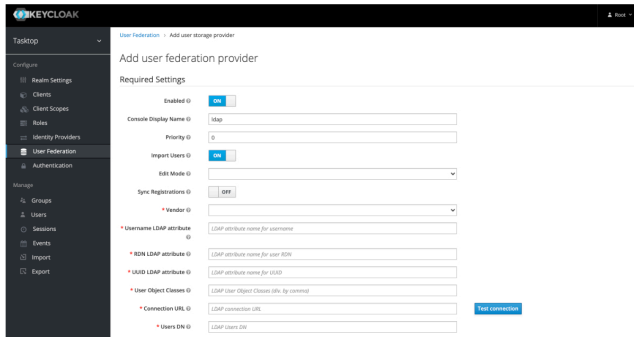 KEYCLOAK
Root
Tasktop
User Federation > Add user storage provider
Add user federation provider
Configure
Realm Settings
Clients
Client Scopes
Roles
Identity Providers
User Federation
Authentication
Manage
Groups
Users
Sessions
Events
Import
Export
Required Settings
Enabled
ON
Console Display Name
ldap
Priority
0
Import Users
ON
Edit Mode
Sync Registrations
OFF
* Vendor
* Username LDAP attribute
LDAP attribute name for username
* RDN LDAP attribute
LDAP attribute name for user RDN
* UUID LDAP attribute
LDAP attribute name for UUID
* User Object Classes
LDAP User Object Classes (div. by comma)
* Connection URL
LDAP connection URL
Test connection
* Users DN
LDAP Users DN